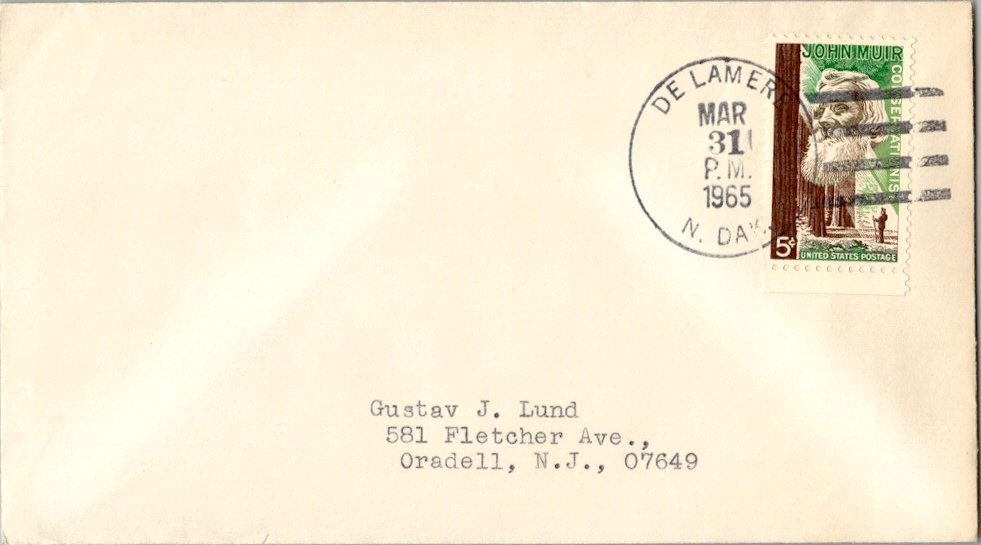 DE LAMERE
MAR
31
P.M.
1965
N. DAK.
JOHN MUIR
CONSERVATIONIST
5¢
UNITED STATES POSTAGE
Gustav J. Lund
581 Fletcher Ave.,
Oradell, N.J., 07649